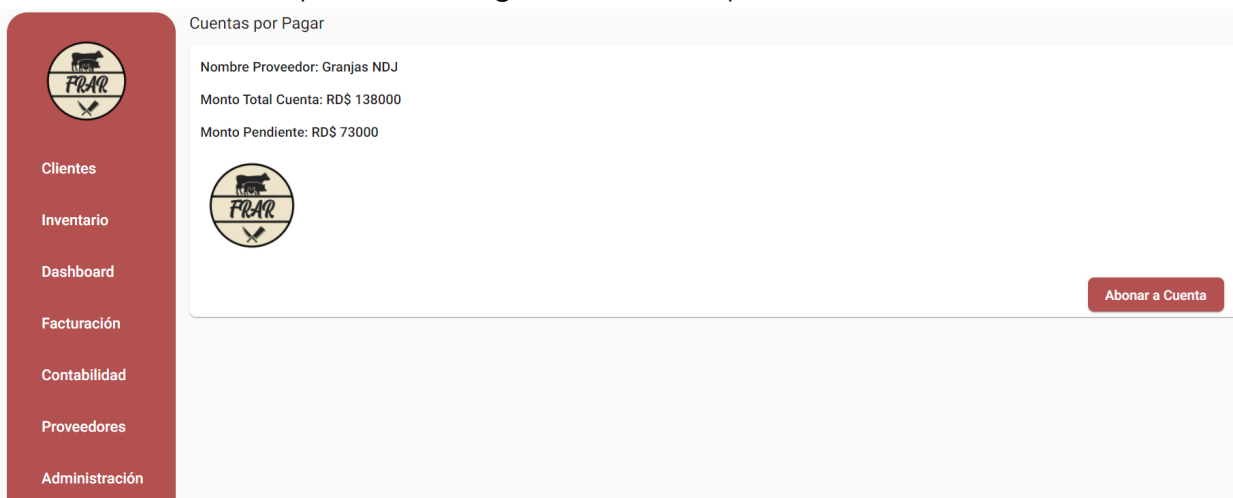 Cuentas por Pagar
FRAR
Nombre Proveedor: Granjas NDJ
Monto Total Cuenta: RD$ 138000
Monto Pendiente: RD$ 73000
FRAR
Clientes
Inventario
Dashboard
Facturación
Contabilidad
Proveedores
Administración
Abonar a Cuenta